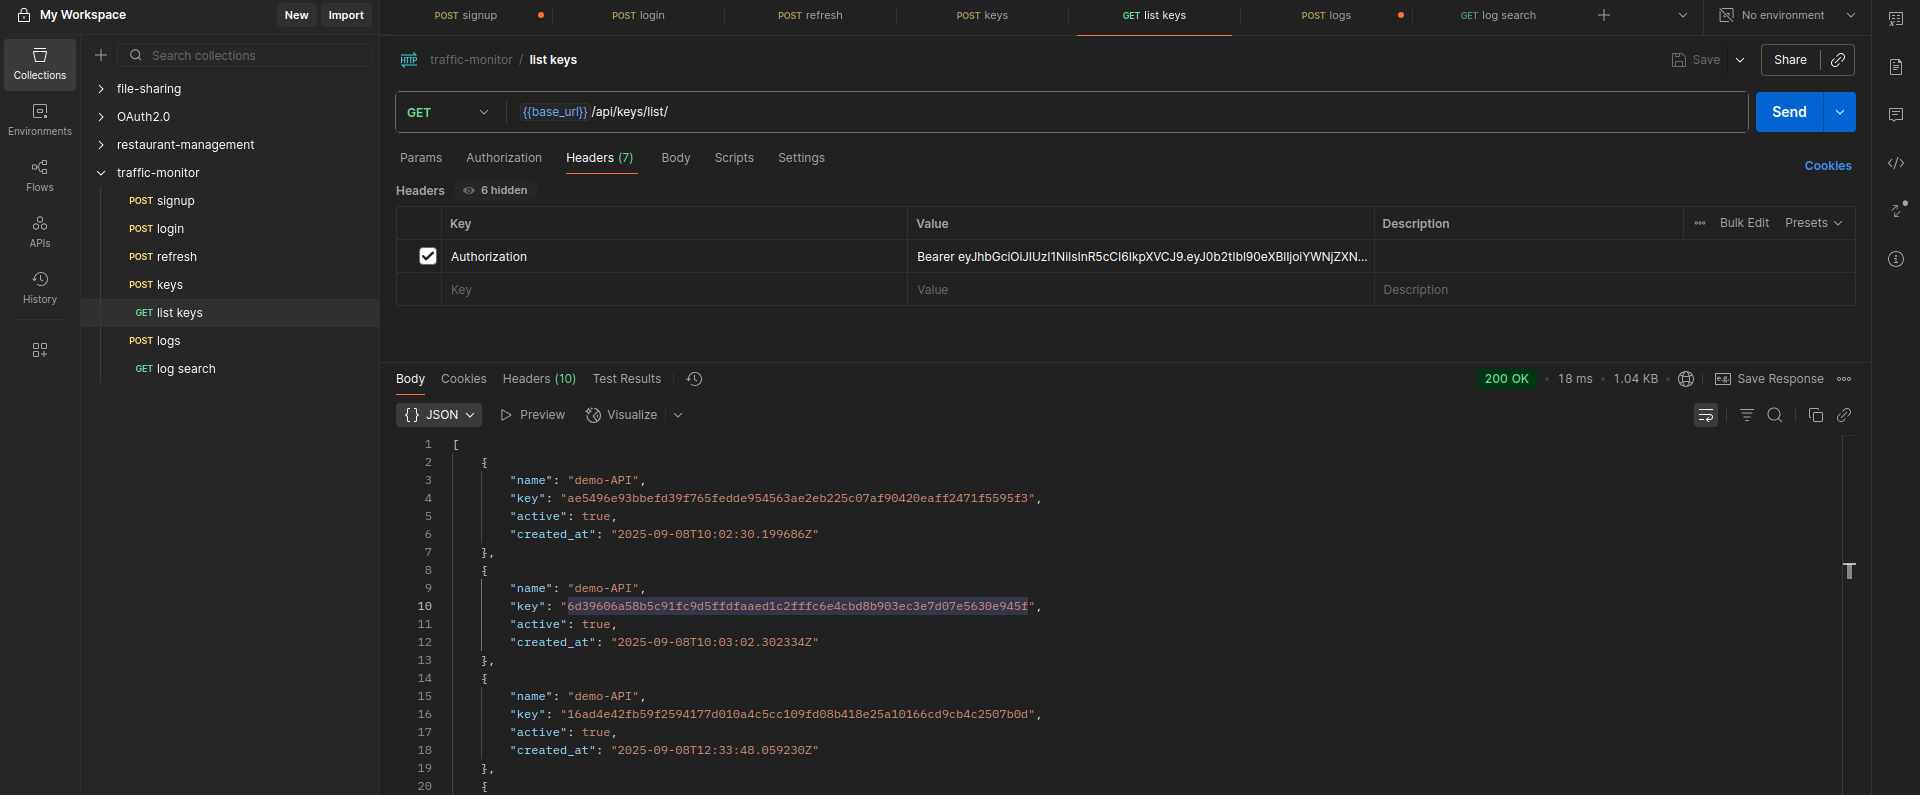 My Workspace
New
Import
POST signup
POST login
POST refresh
POST keys
GET list keys
POST logs
GET log search
No environment
Collections
Environments
Flows
APIs
History
Search collections
file-sharing
OAuth2.0
restaurant-management
traffic-monitor
POST signup
POST login
POST refresh
POST keys
GET list keys
POST logs
GET log search
HTTP traffic-monitor / list keys
Save
Share
GET
{{base_url}} /api/keys/list/
Send
Params
Authorization
Headers (7)
Body
Scripts
Settings
Cookies
Headers
6 hidden
Key
Value
Description
Bulk Edit
Presets
Authorization
Key
Value
Description
Body
Cookies
Headers (10)
Test Results
200 OK
18 ms
1.04 KB
e.g. Save Response
{ } JSON
Preview
Visualize
1 [
2 {
3 "name": "demo-API",
4 "key": "ae5496e93bbefd39f765fedde954563ae2eb225c07af90420eaff2471f5595f3",
5 "active": true,
6 "created_at": "2025-09-08T10:02:30.199686Z"
7 },
8 {
9 "name": "demo-API",
10 "key": "6d39606a58b5c91fc9d5ffdfaaed1c2fffc6e4cbd8b903ec3e7d07e5630e945f",
11 "active": true,
12 "created_at": "2025-09-08T10:03:02.302334Z"
13 },
14 {
15 "name": "demo-API",
16 "key": "16ad4e42fb59f2594177d010a4c5cc109fd08b418e25a10166cd9cb4c2507b0d",
17 "active": true,
18 "created_at": "2025-09-08T12:33:48.059230Z"
19 },
20 {